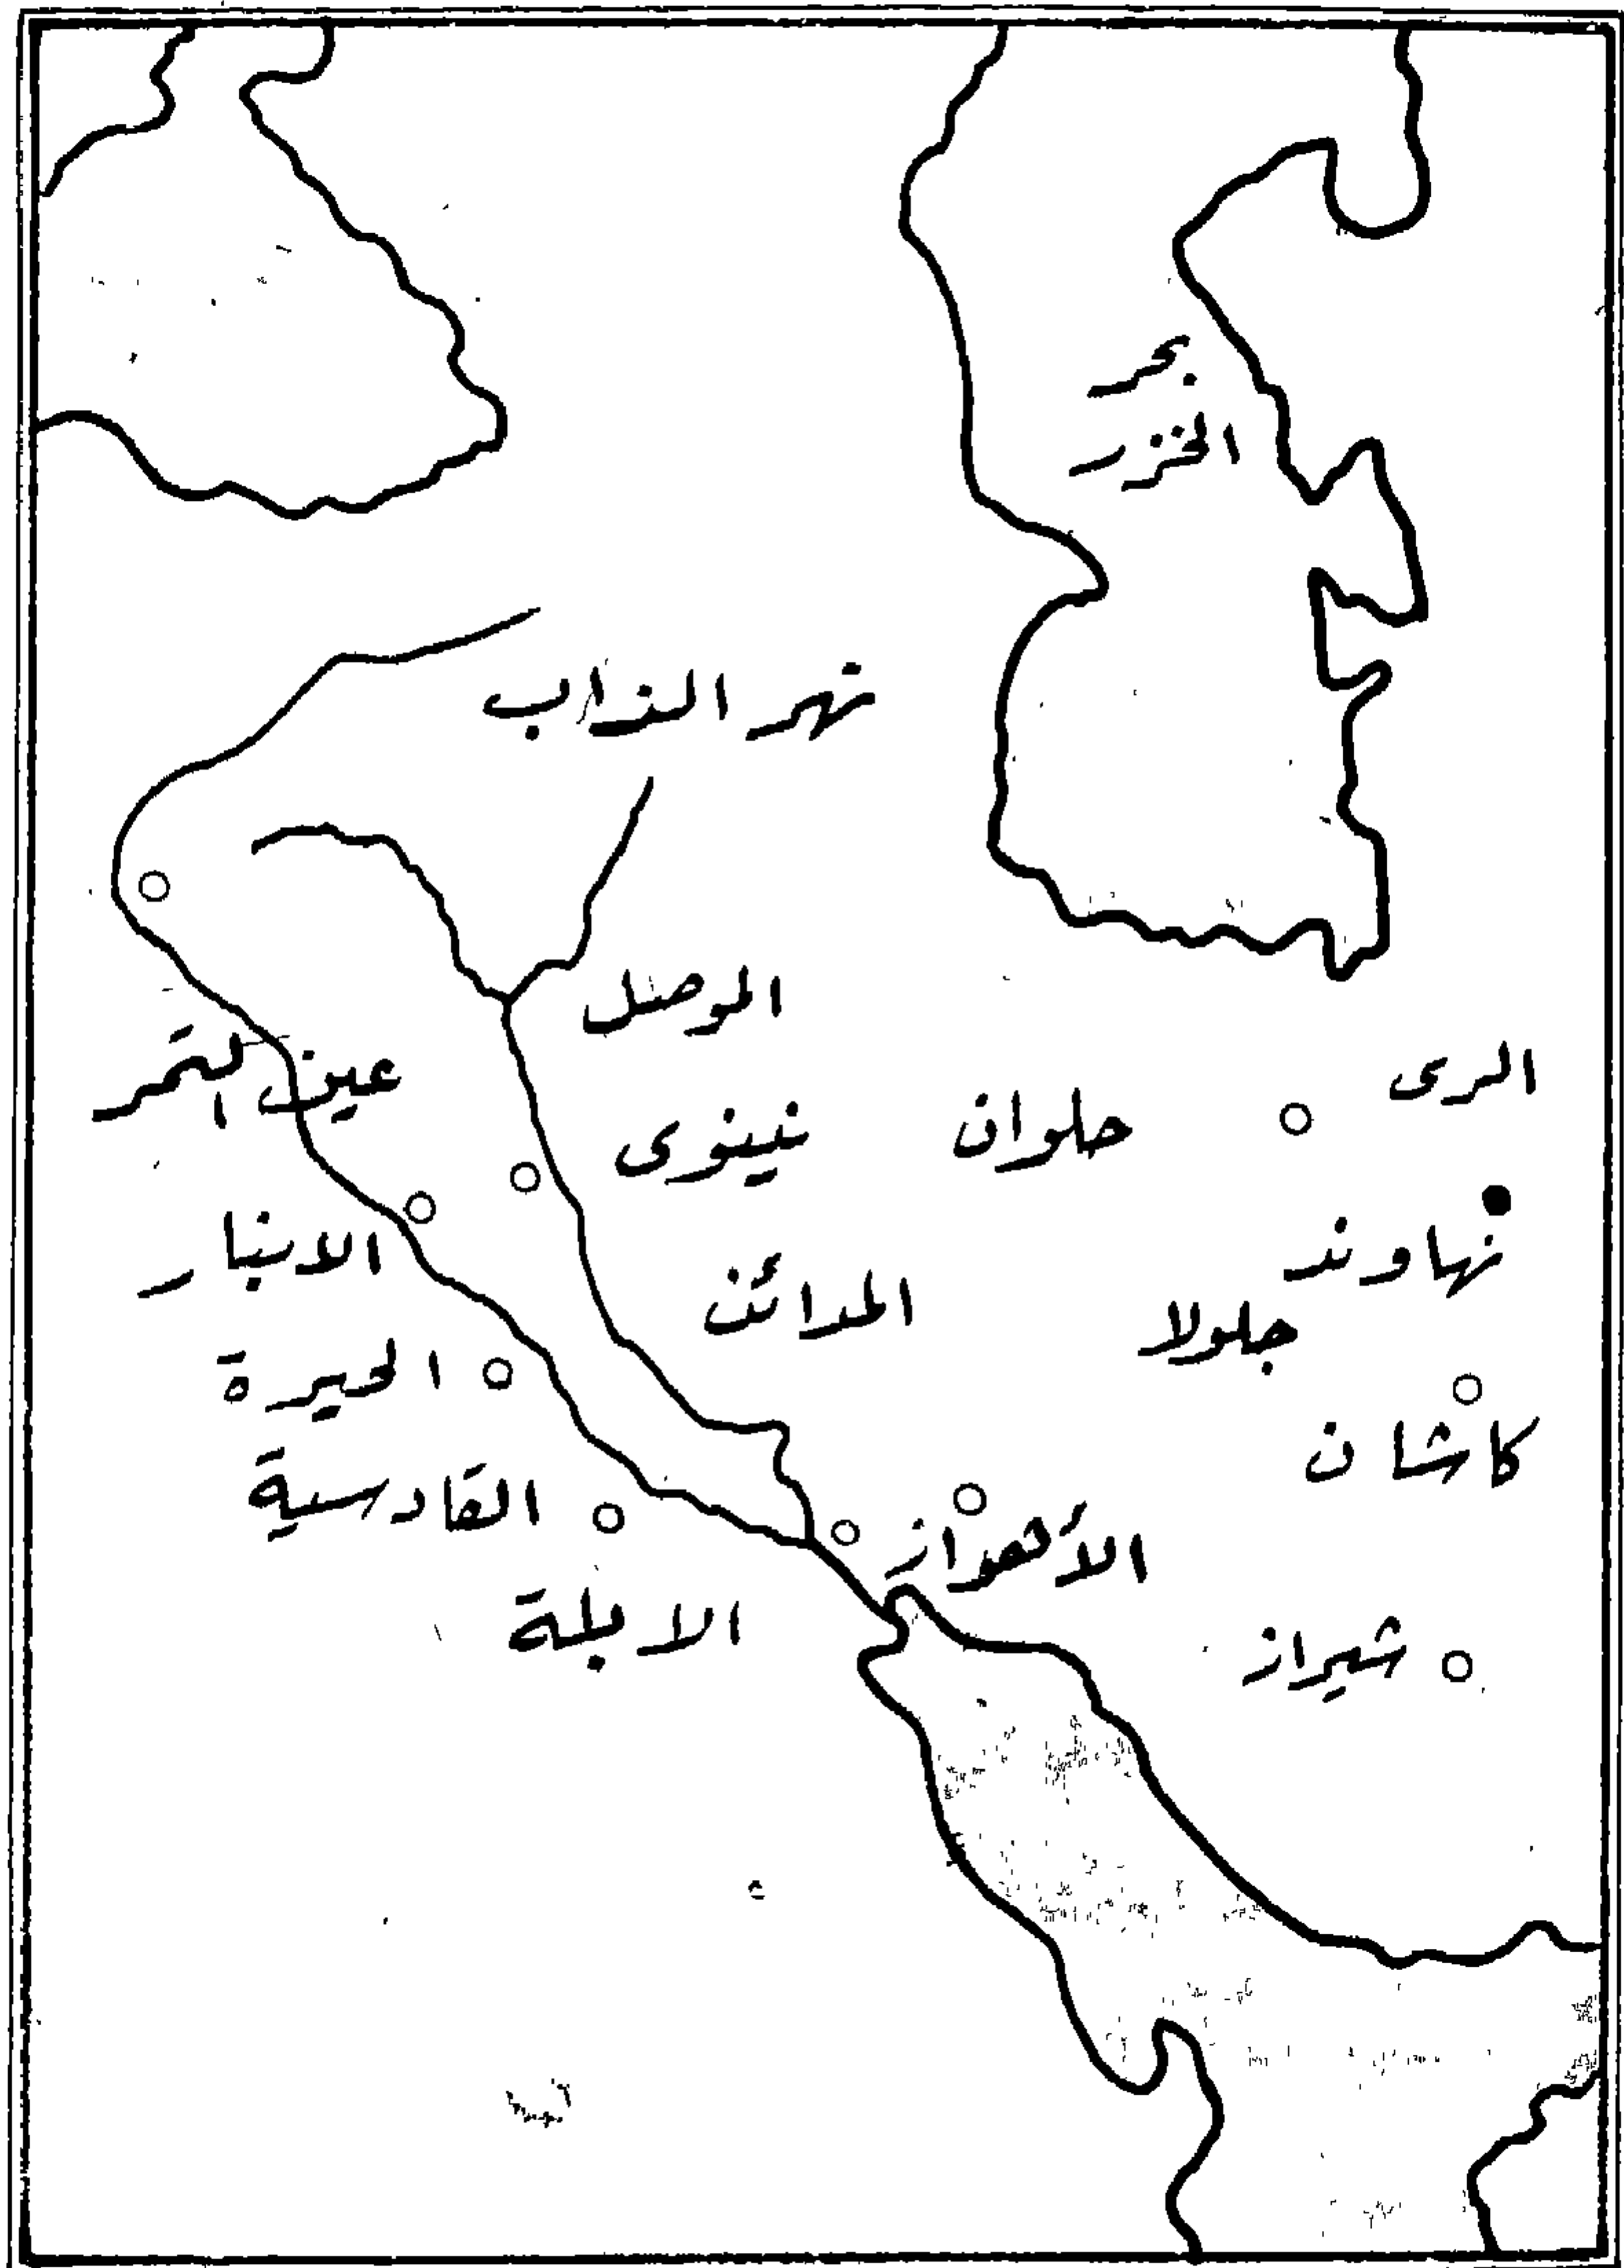 بحر
الخزر
نهر الزاب
الموصل
الرى
عين التمر
حلوان
نينوى
نهاوند
الانبار
المدائن
جلولا
الحيرة
كاشان
القادسية
الأهواز
الابلة
شيراز